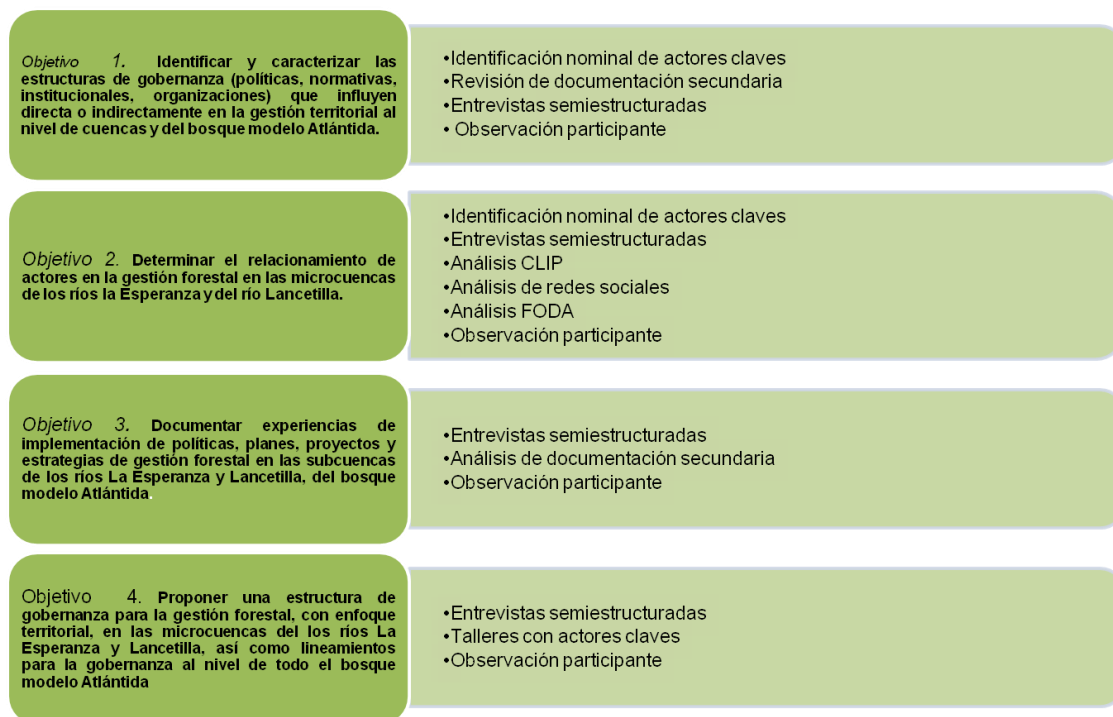 Objetivo 1. Identificar y caracterizar las
estructuras de gobernanza (políticas, normativas,
institucionales, organizaciones) que influyen
directa o indirectamente en la gestión territorial al
nivel de cuencas y del bosque modelo Atlántida.
•Identificación nominal de actores claves
•Revisión de documentación secundaria
•Entrevistas semiestructuradas
• Observación participante
Objetivo 2. Determinar el relacionamiento de
actores en la gestión forestal en las microcuencas
de los ríos la Esperanza y del río Lancetilla.
•Identificación nominal de actores claves
•Entrevistas semiestructuradas
•Análisis CLIP
•Análisis de redes sociales
•Análisis FODA
•Observación participante
Objetivo 3. Documentar experiencias de
implementación de políticas, planes, proyectos y
estrategias de gestión forestal en las subcuencas
de los ríos La Esperanza y Lancetilla, del bosque
modelo Atlántida.
•Entrevistas semiestructuradas
•Análisis de documentación secundaria
•Observación participante
Objetivo 4. Proponer una estructura de
gobernanza para la gestión forestal, con enfoque
territorial, en las microcuencas del los ríos La
Esperanza y Lancetilla, así como lineamientos
para la gobernanza al nivel de todo el bosque
modelo Atlántida
•Entrevistas semiestructuradas
•Talleres con actores claves
•Observación participante